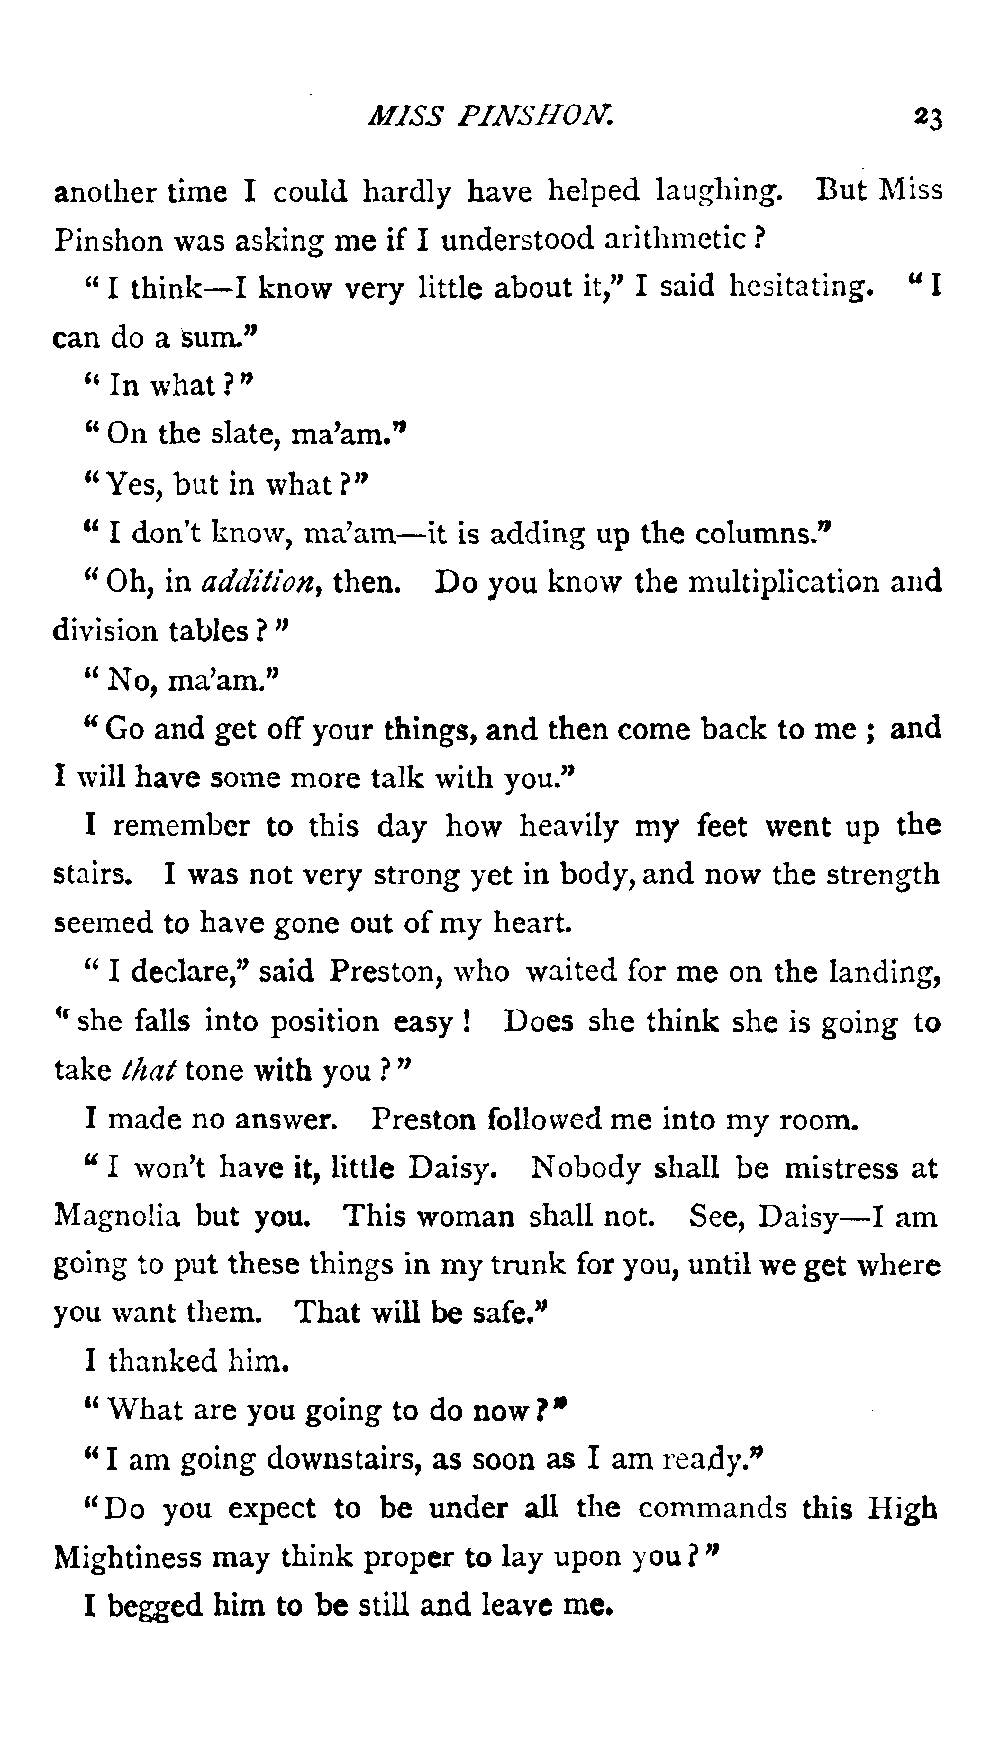 MISS PINSHON. 23
another time I could hardly have helped laughing. But Miss
Pinshon was asking me if I understood arithmetic ?
“ I think—I know very little about it,” I said hesitating. “ I
can do a sum.”
“ In what ? ”
“ On the slate, ma’am.”
“ Yes, but in what ?”
“ I don’t know, ma’am—it is adding up the columns.”
“ Oh, in addition, then. Do you know the multiplication and
division tables ? ”
“ No, ma’am.”
“ Go and get off your things, and then come back to me ; and
I will have some more talk with you.”
I remember to this day how heavily my feet went up the
stairs. I was not very strong yet in body, and now the strength
seemed to have gone out of my heart.
“ I declare,” said Preston, who waited for me on the landing,
“ she falls into position easy ! Does she think she is going to
take that tone with you ? ”
I made no answer. Preston followed me into my room.
“ I won’t have it, little Daisy. Nobody shall be mistress at
Magnolia but you. This woman shall not. See, Daisy—I am
going to put these things in my trunk for you, until we get where
you want them. That will be safe.”
I thanked him.
“ What are you going to do now ? ”
“ I am going downstairs, as soon as I am ready.”
“ Do you expect to be under all the commands this High
Mightiness may think proper to lay upon you ? ”
I begged him to be still and leave me.